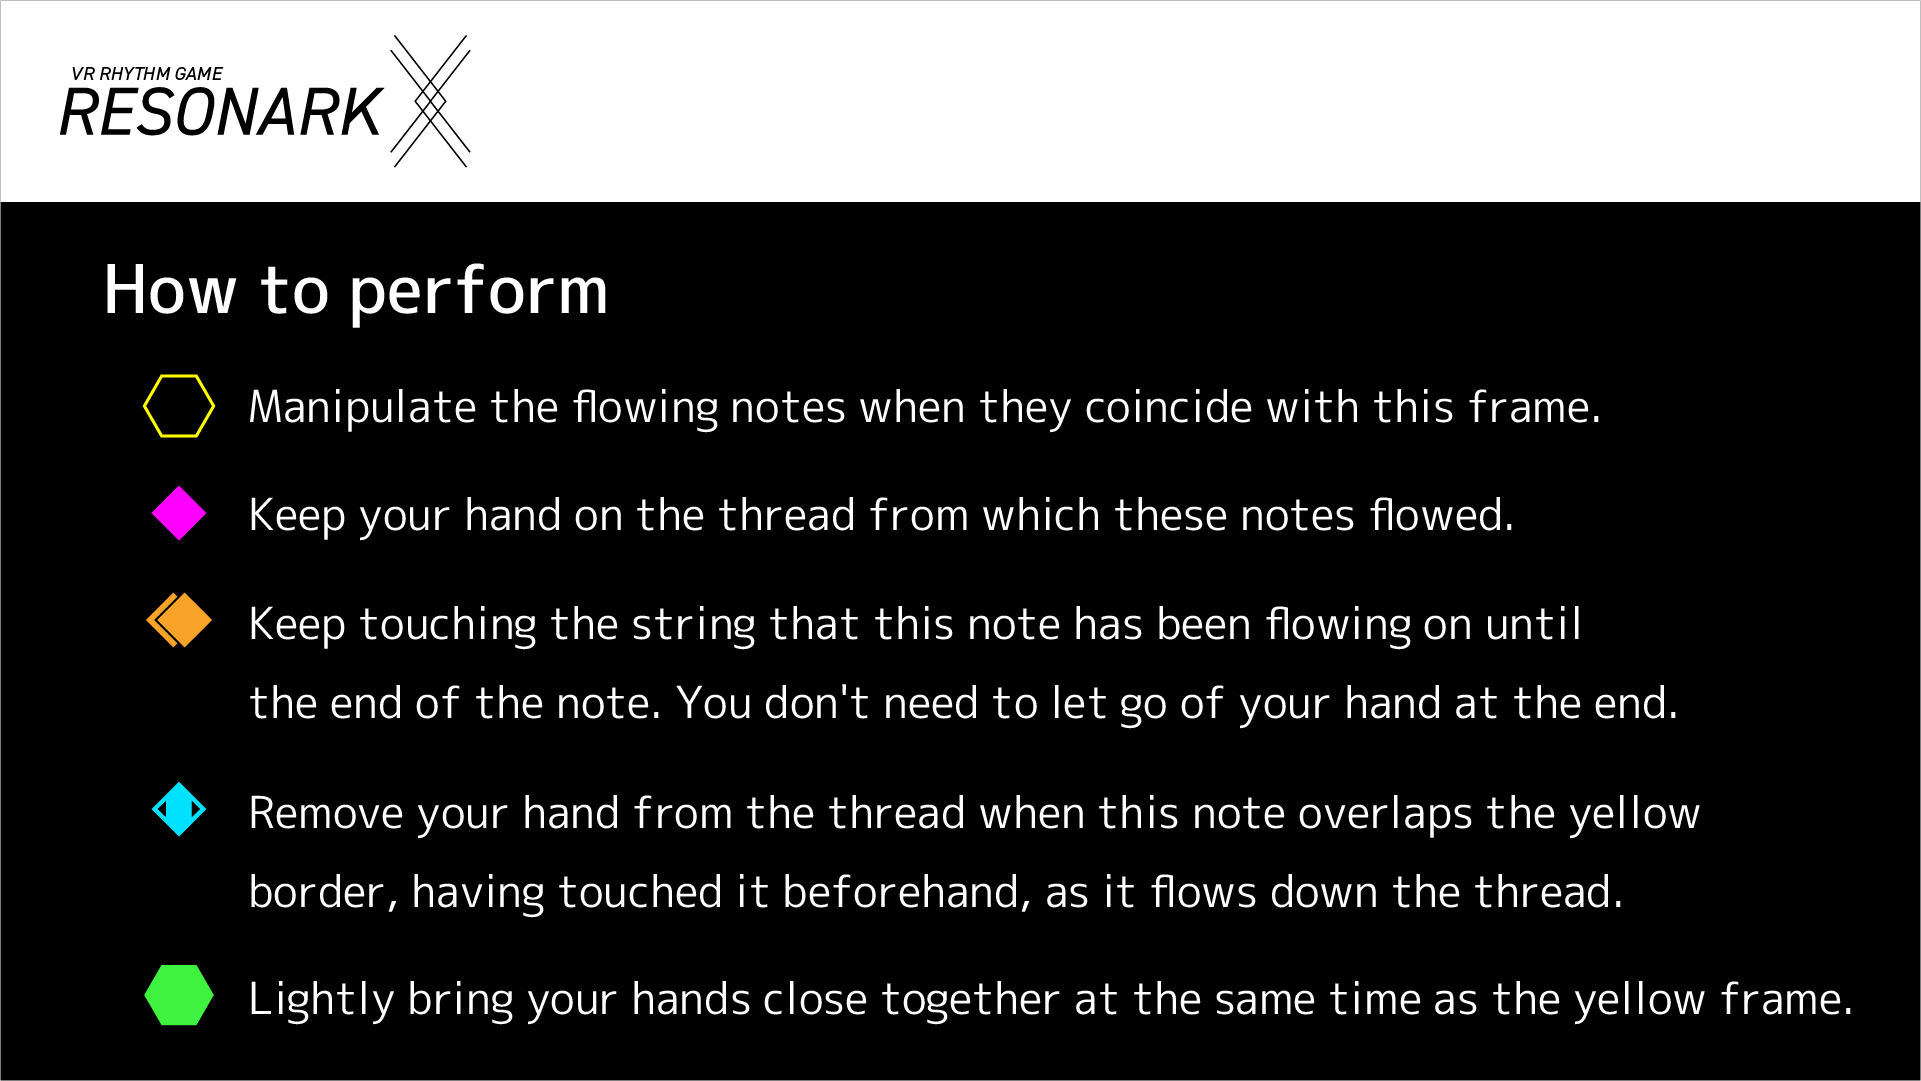 VR RHYTHM GAME
RESONARK X
How to perform
Manipulate the flowing notes when they coincide with this frame.
Keep your hand on the thread from which these notes flowed.
Keep touching the string that this note has been flowing on until
the end of the note. You don't need to let go of your hand at the end.
Remove your hand from the thread when this note overlaps the yellow
border, having touched it beforehand, as it flows down the thread.
Lightly bring your hands close together at the same time as the yellow frame.